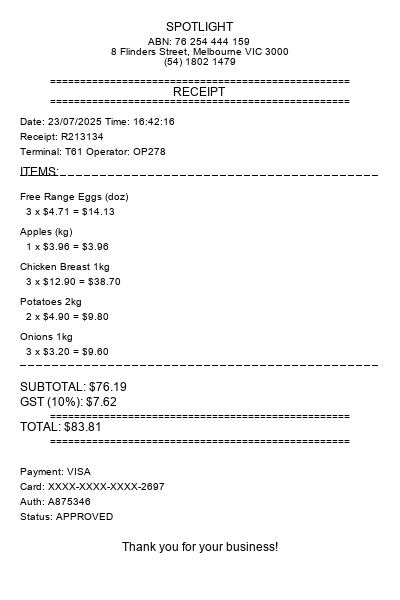 SPOTLIGHT
ABN: 76 254 444 159
8 Flinders Street, Melbourne VIC 3000
(54) 1802 1479
==================================================
RECEIPT
==================================================
Date: 23/07/2025 Time: 16:42:16
Receipt: R213134
Terminal: T61 Operator: OP278
ITEMS:
Free Range Eggs (doz)
3 x $4.71 = $14.13
Apples (kg)
1 x $3.96 = $3.96
Chicken Breast 1kg
3 x $12.90 = $38.70
Potatoes 2kg
2 x $4.90 = $9.80
Onions 1kg
3 x $3.20 = $9.60
SUBTOTAL: $76.19
GST (10%): $7.62
==================================================
TOTAL: $83.81
==================================================
Payment: VISA
Card: XXXX-XXXX-XXXX-2697
Auth: A875346
Status: APPROVED
Thank you for your business!